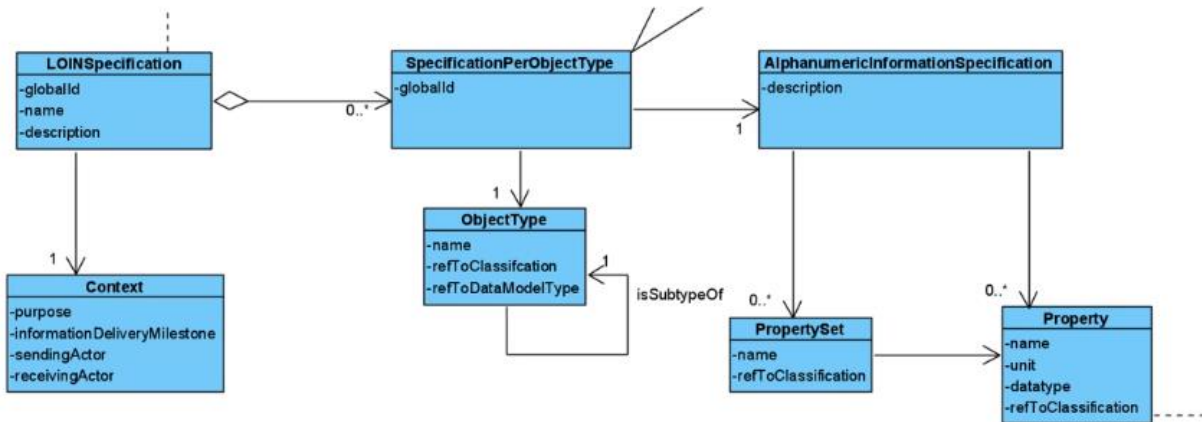 LOINSpecification
-globalId
-name
-description
0..*
SpecificationPerObjectType
-globalId
1
AlphanumericInformationSpecification
-description
1
Context
-purpose
-informationDeliveryMilestone
-sendingActor
-receivingActor
1
ObjectType
-name
-refToClassifcation
-refToDataModelType
1
isSubtypeOf
0..*
PropertySet
-name
-refToClassification
0..*
Property
-name
-unit
-datatype
-refToClassification